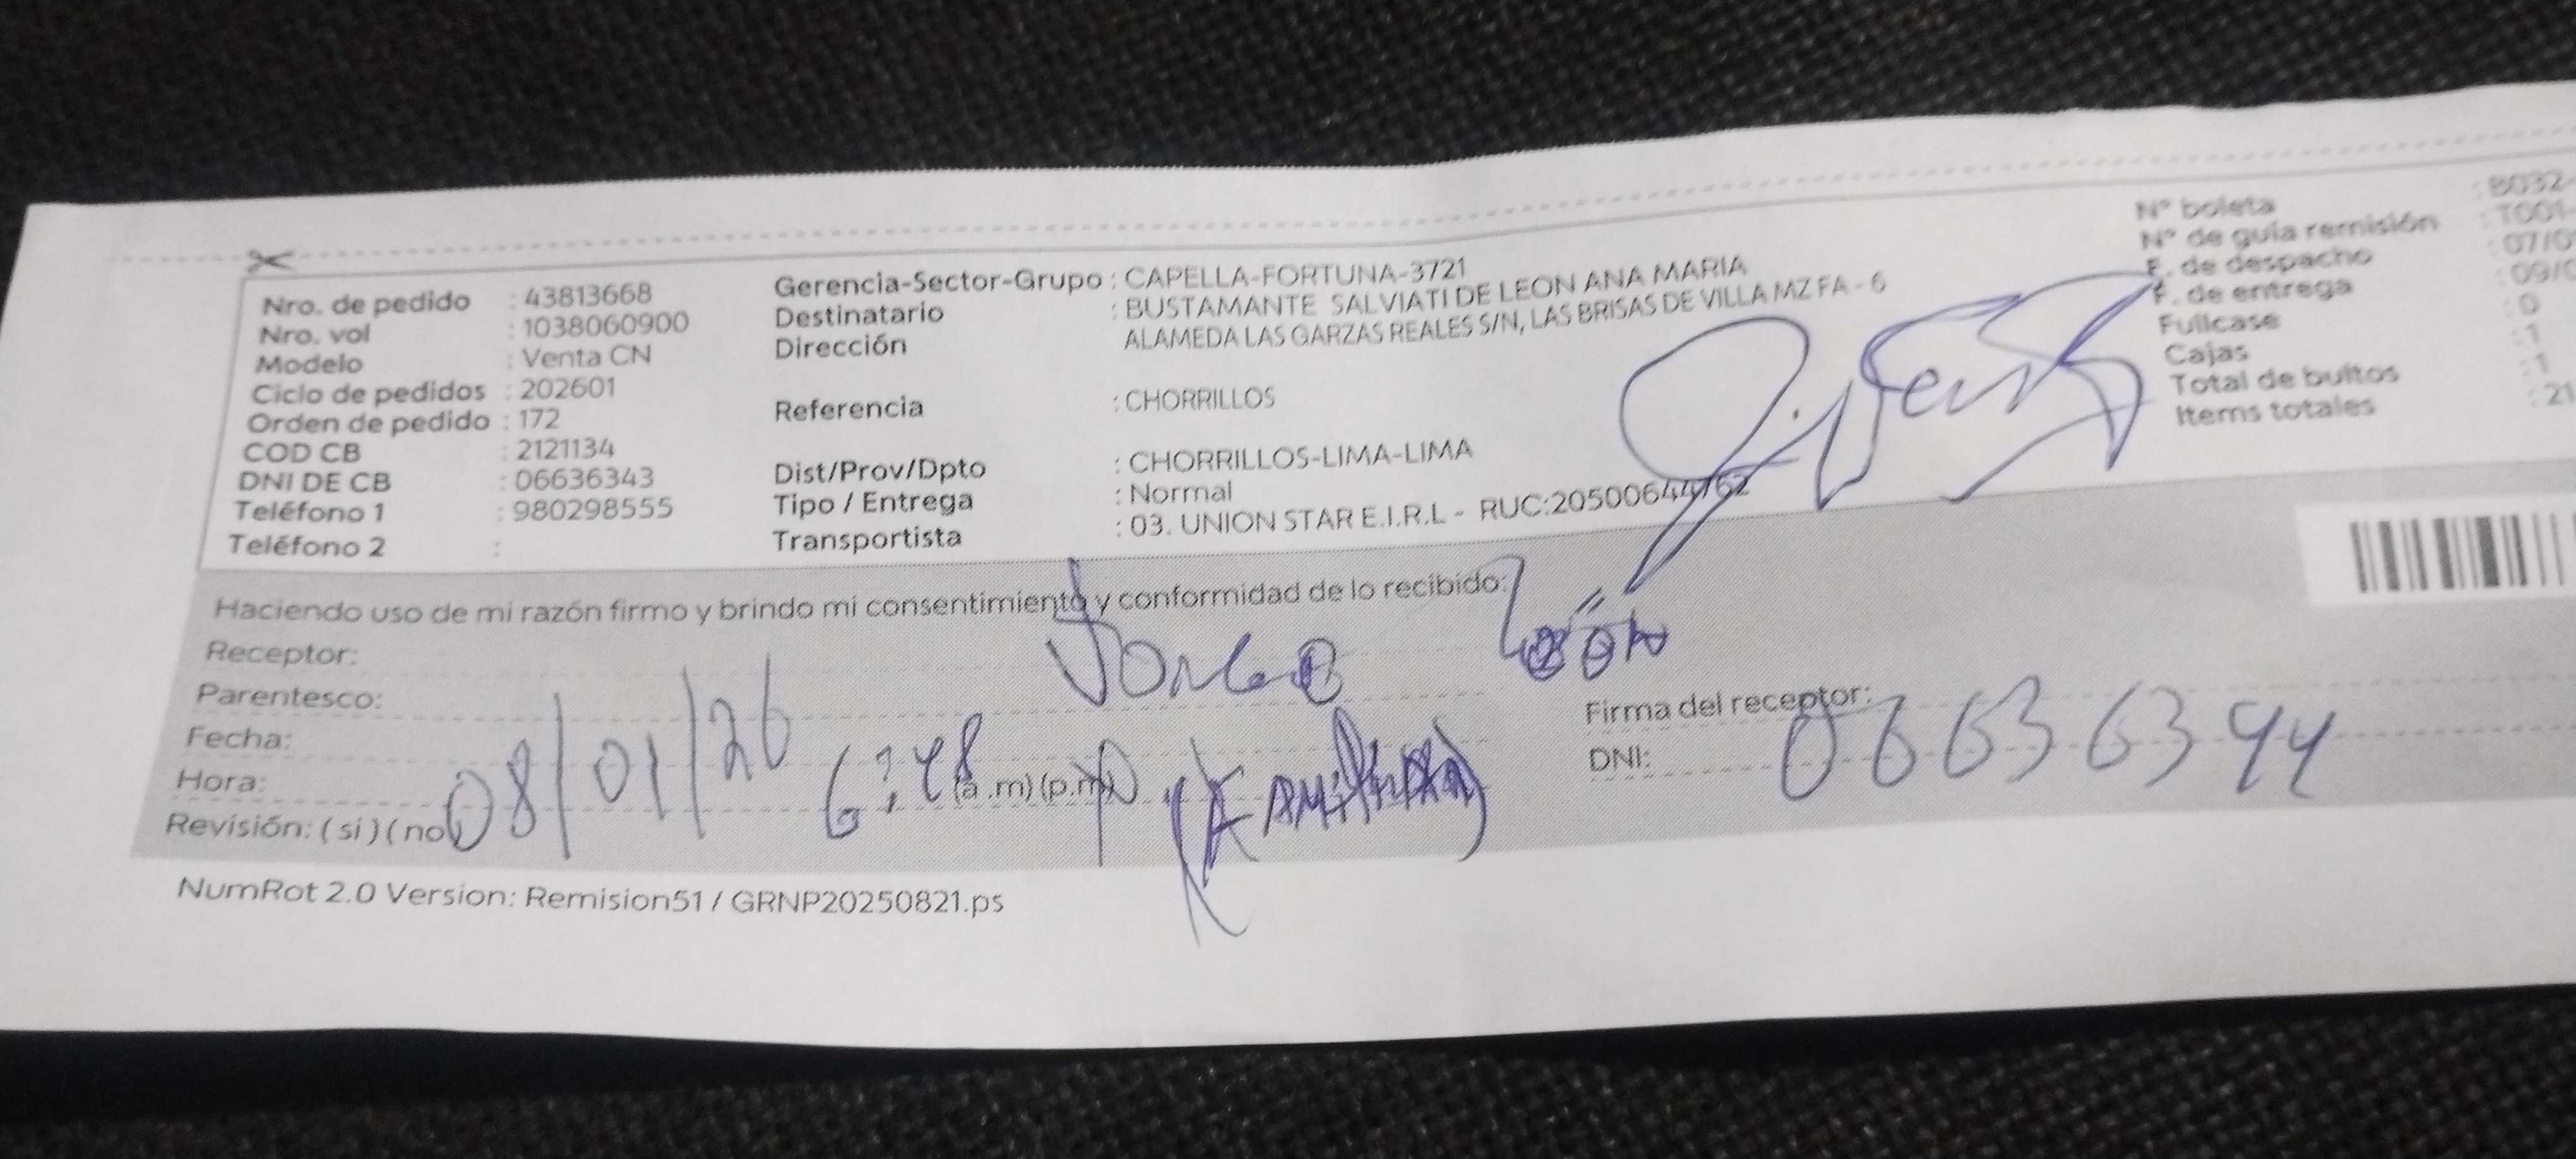 Nro. de pedido : 43813668
Nro. vol : 1038060900
Modelo : Venta CN
Ciclo de pedidos : 202601
Orden de pedido : 172
COD CB : 2121134
DNI DE CB : 06636343
Teléfono 1 : 980298555
Teléfono 2 :
Gerencia-Sector-Grupo : CAPELLA-FORTUNA-3721
Destinatario : BUSTAMANTE SALVIATI DE LEON ANA MARIA
Dirección : ALAMEDA LAS GARZAS REALES S/N, LAS BRISAS DE VILLA MZ FA - 6
Referencia : CHORRILLOS
Dist/Prov/Dpto : CHORRILLOS-LIMA-LIMA
Tipo / Entrega : Normal
Transportista : 03. UNION STAR E.I.R.L - RUC:20500644762
N° boleta : B032-
N° de guía remisión : T001-
F. de despacho : 07/0
F. de entrega : 09/0
Fullcase : 0
Cajas : 1
Total de bultos : 1
Items totales : 21
Haciendo uso de mi razón firmo y brindo mi consentimiento y conformidad de lo recibido:
Receptor: León
Parentesco:
Fecha: 08/01/26
Hora: 6:48 (a.m) (p.m)
Revisión: ( si ) ( no )
Firma del receptor:
DNI: 06636344
NumRot 2.0 Version: Remision51 / GRNP20250821.ps